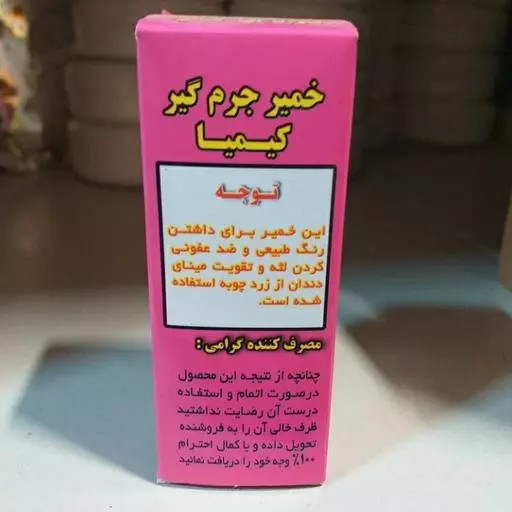 خمیر جرم گیر
کیمیا
توجه
این خمیر برای داشتن
رنگ طبیعی و ضد عفونی
کردن لثه و تقویت مینای
دندان از زرد چوبه استفاده
شده است.
مصرف کننده گرامی:
چنانچه از نتیجه این محصول
درصورت اتمام و استفاده
درست آن رضایت نداشتید
ظرف خالی آن را به فروشنده
تحویل داده و با کمال احترام
۱۰۰٪ وجه خود را دریافت نمائید